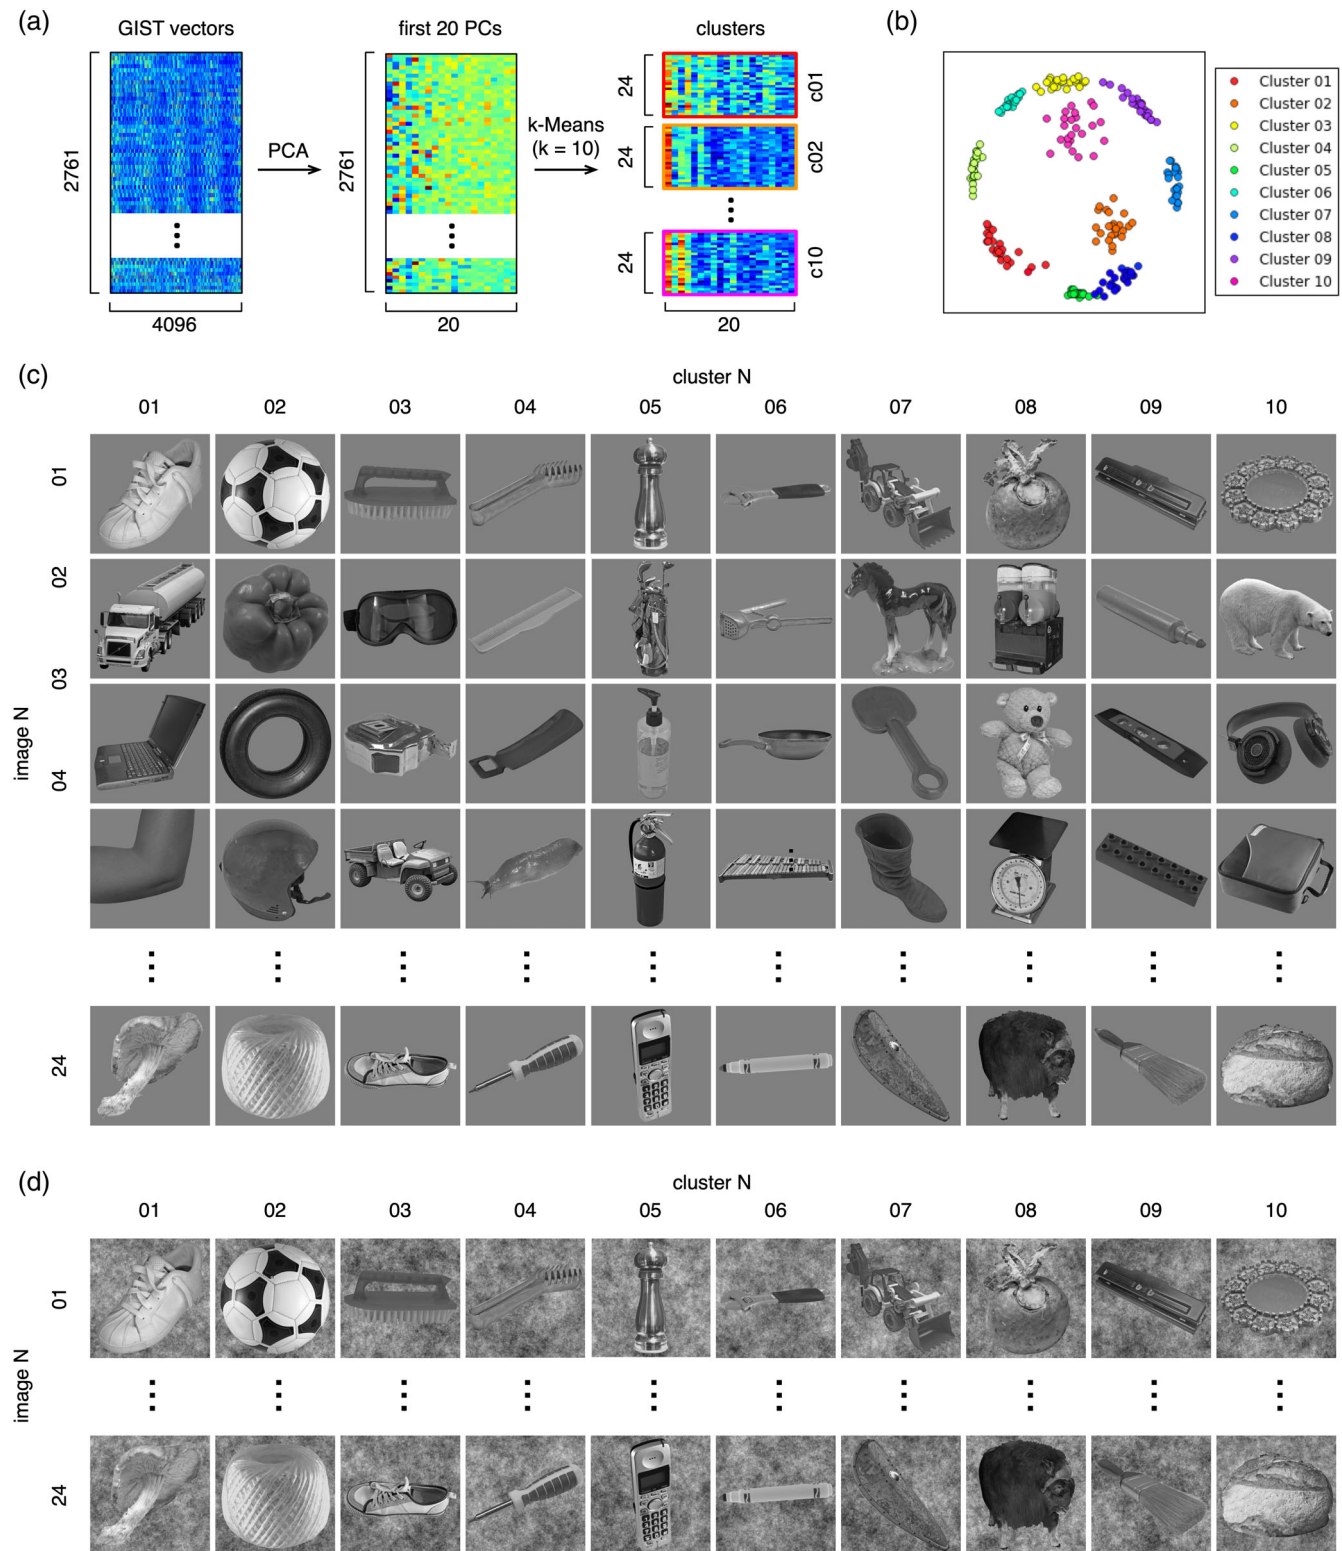 (a)
GIST vectors
first 20 PCs
clusters
2761
PCA
2761
k-Means
(k = 10)
24
c01
24
c02
24
c10
4096
20
20
(b)
Cluster 01
Cluster 02
Cluster 03
Cluster 04
Cluster 05
Cluster 06
Cluster 07
Cluster 08
Cluster 09
Cluster 10
(c)
cluster N
01 02 03 04 05 06 07 08 09 10
image N
01
02
03
04
24
(d)
cluster N
01 02 03 04 05 06 07 08 09 10
image N
01
24